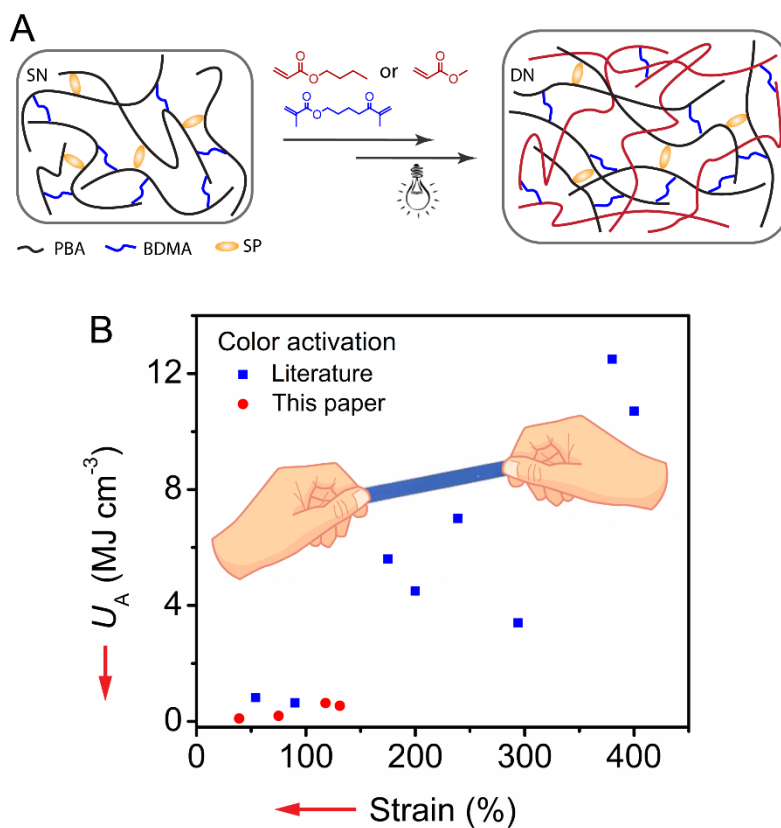 A
SN
or
DN
O
O
O
O
O
O
O
PBA
BDMA
SP
B
Color activation
Literature
This paper
U_A (MJ cm⁻³)
12
8
4
0
0
100
200
300
400
Strain (%)